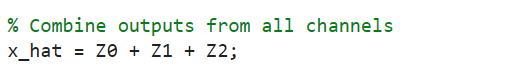 % Combine outputs from all channels
x_hat = Z0 + Z1 + Z2;